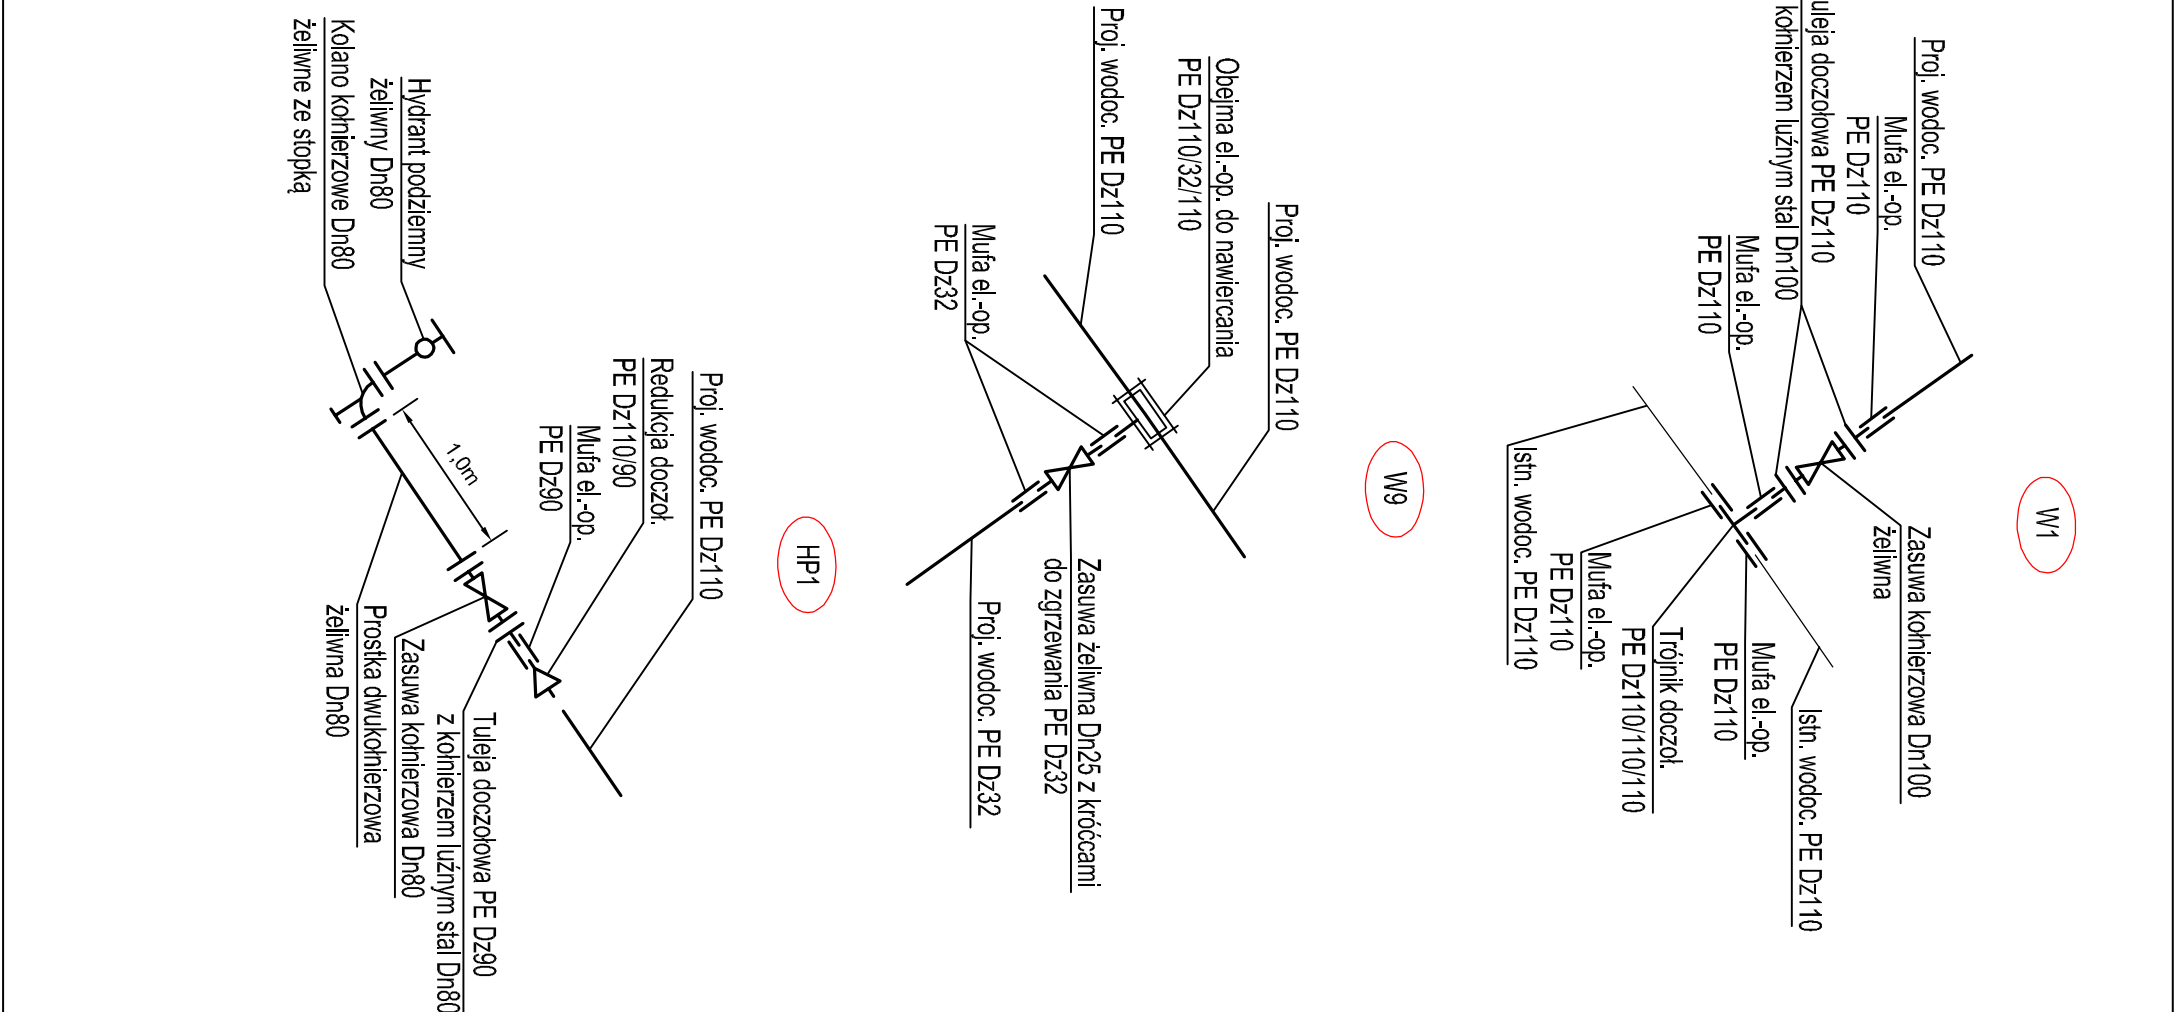 W1
Proj. wodoc. PE Dz110
Mufa el.-op.
PE Dz110
uleja doczołowa PE Dz110
kołnierzem luźnym stal Dn100
Mufa el.-op.
PE Dz110
Zasuwa kołnierzowa Dn100
żeliwna
Istn. wodoc. PE Dz110
Mufa el.-op.
PE Dz110
Trójnik doczoł.
PE Dz110/110/110
Mufa el.-op.
PE Dz110
Istn. wodoc. PE Dz110
W9
Proj. wodoc. PE Dz110
Obejma el.-op. do nawiercania
PE Dz110/32/110
Proj. wodoc. PE Dz110
Mufa el.-op.
PE Dz32
Zasuwa żeliwna Dn25 z króćcami
do zgrzewania PE Dz32
Proj. wodoc. PE Dz32
HP1
Proj. wodoc. PE Dz110
Redukcja doczoł.
PE Dz110/90
Mufa el.-op.
PE Dz90
1,0m
Hydrant podziemny
żeliwny Dn80
Kolano kołnierzowe Dn80
żeliwne ze stopką
Tuleja doczołowa PE Dz90
z kołnierzem luźnym stal Dn80
Zasuwa kołnierzowa Dn80
Prostka dwukołnierzowa
żeliwna Dn80